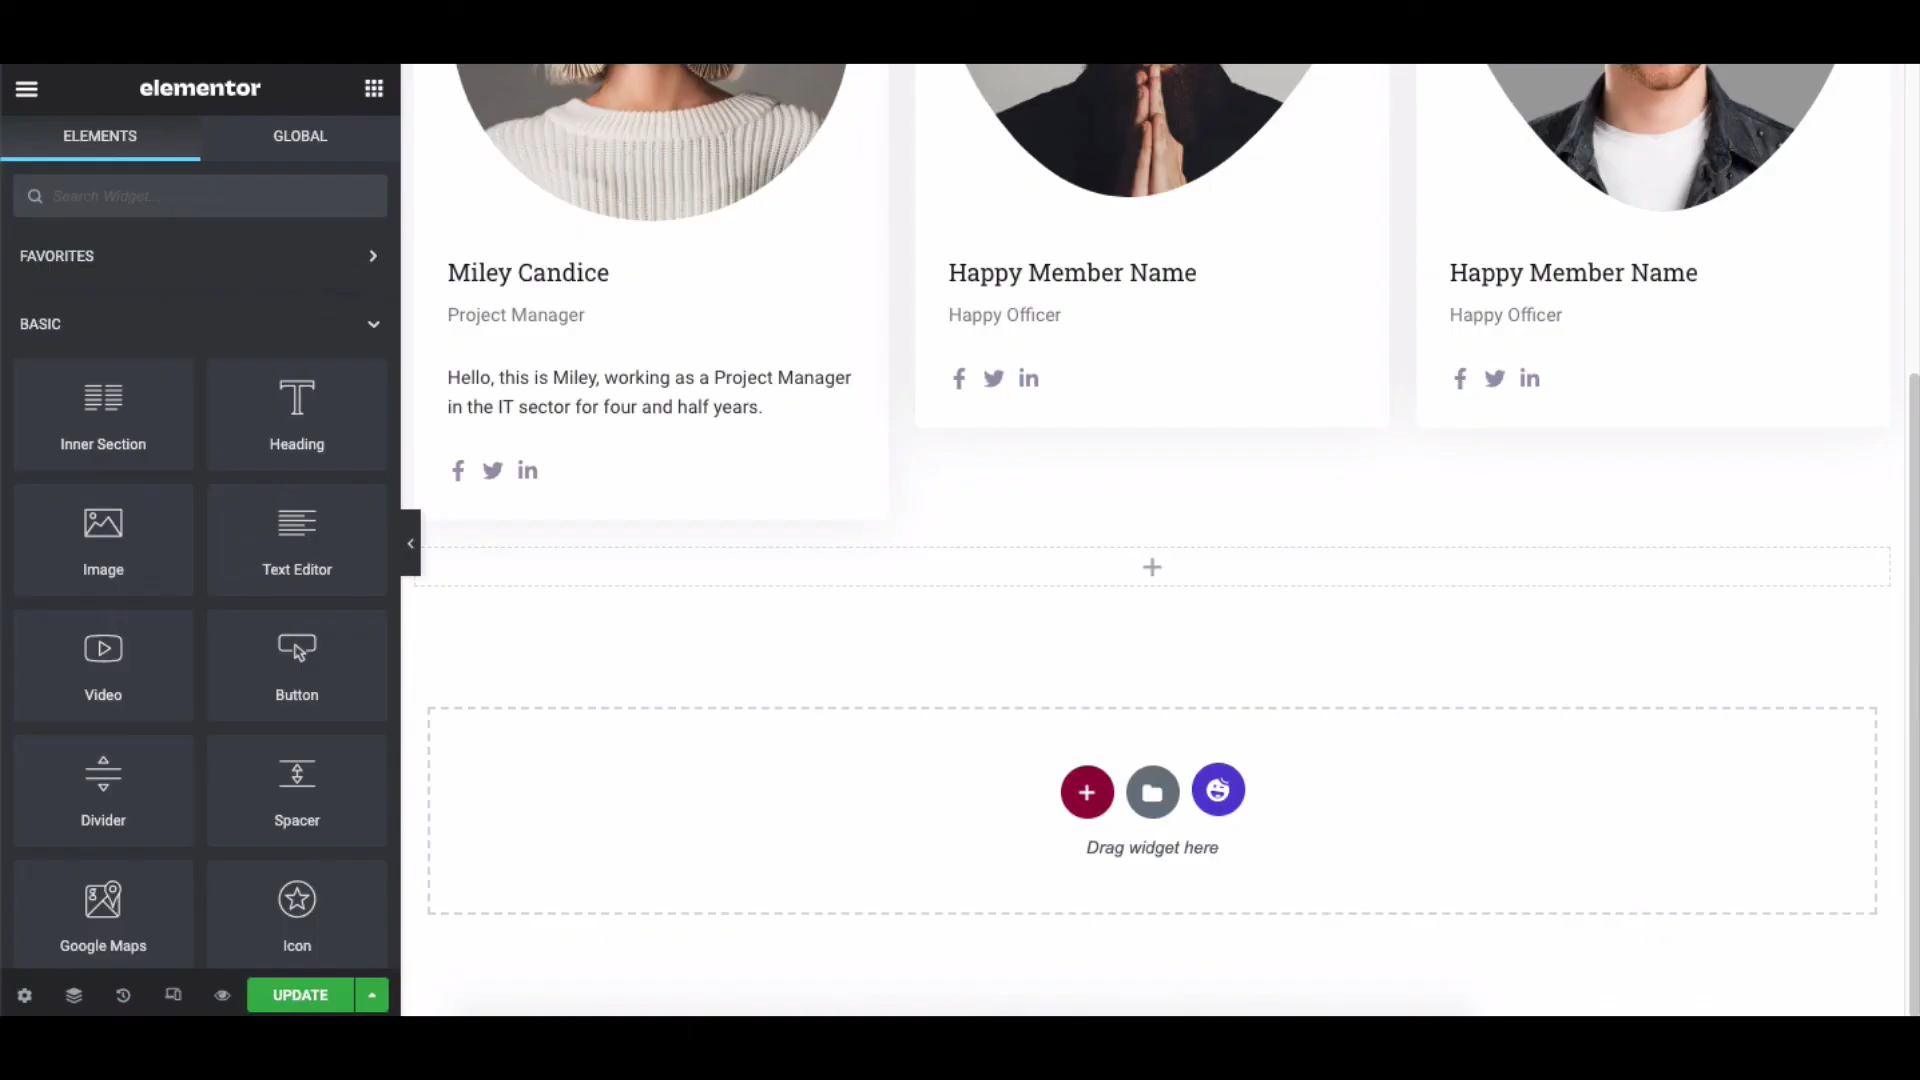 elementor
ELEMENTS
GLOBAL
Search Widget...
FAVORITES
BASIC
Inner Section
Heading
Image
Text Editor
Video
Button
Divider
Spacer
Google Maps
Icon
UPDATE
Miley Candice
Project Manager
Hello, this is Miley, working as a Project Manager
in the IT sector for four and half years.
Happy Member Name
Happy Officer
Happy Member Name
Happy Officer
Drag widget here